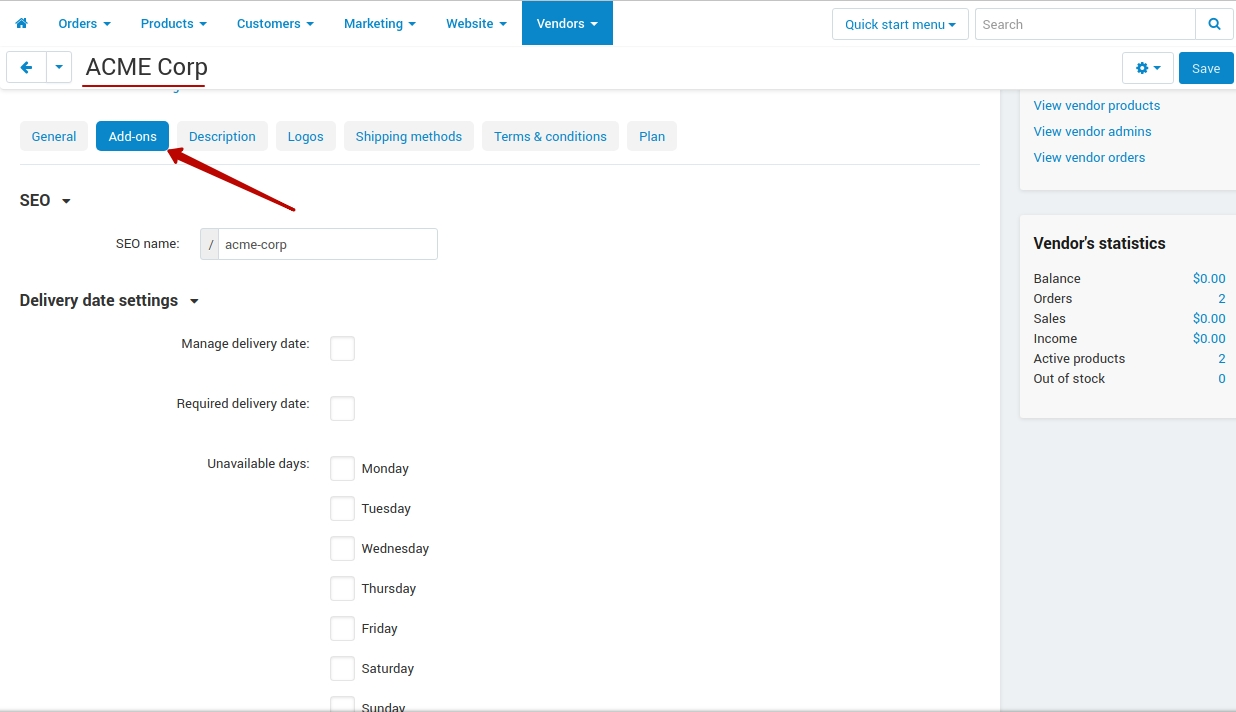 Orders Products Customers Marketing Website Vendors Quick start menu Search
ACME Corp Save
General Add-ons Description Logos Shipping methods Terms & conditions Plan
SEO
SEO name: / acme-corp
Delivery date settings
Manage delivery date:
Required delivery date:
Unavailable days: Monday
Tuesday
Wednesday
Thursday
Friday
Saturday
Sunday
View vendor products
View vendor admins
View vendor orders
Vendor's statistics
Balance $0.00
Orders 2
Sales $0.00
Income $0.00
Active products 2
Out of stock 0